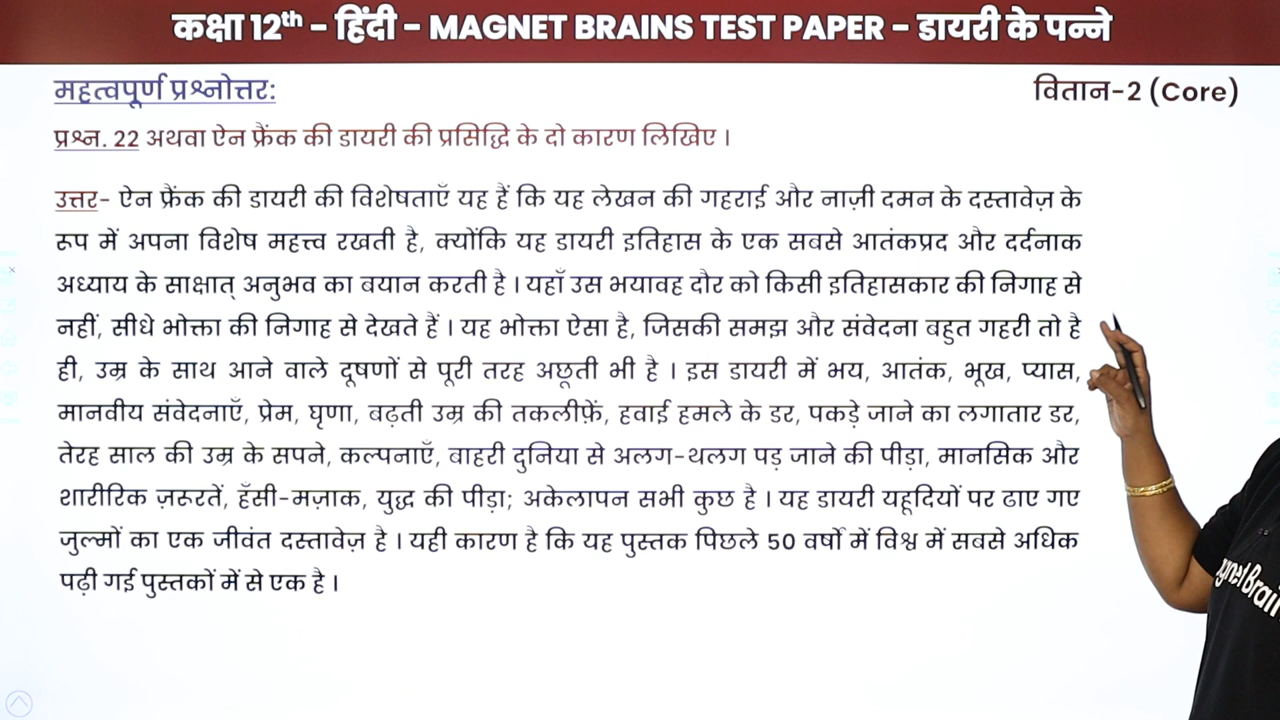 कक्षा 12th - हिंदी - MAGNET BRAINS TEST PAPER - डायरी के पन्ने
महत्वपूर्ण प्रश्नोत्तर:
वितान-2 (Core)
प्रश्न. 22 अथवा ऐन फ्रैंक की डायरी की प्रसिद्धि के दो कारण लिखिए ।
उत्तर- ऐन फ्रैंक की डायरी की विशेषताएँ यह हैं कि यह लेखन की गहराई और नाज़ी दमन के दस्तावेज़ के
रूप में अपना विशेष महत्त्व रखती है, क्योंकि यह डायरी इतिहास के एक सबसे आतंकप्रद और दर्दनाक
अध्याय के साक्षात् अनुभव का बयान करती है । यहाँ उस भयावह दौर को किसी इतिहासकार की निगाह से
नहीं, सीधे भोक्ता की निगाह से देखते हैं । यह भोक्ता ऐसा है, जिसकी समझ और संवेदना बहुत गहरी तो है
ही, उम्र के साथ आने वाले दूषणों से पूरी तरह अछूती भी है । इस डायरी में भय, आतंक, भूख, प्यास,
मानवीय संवेदनाएँ, प्रेम, घृणा, बढ़ती उम्र की तकलीफ़ें, हवाई हमले के डर, पकड़े जाने का लगातार डर,
तेरह साल की उम्र के सपने, कल्पनाएँ, बाहरी दुनिया से अलग-थलग पड़ जाने की पीड़ा, मानसिक और
शारीरिक ज़रूरतें, हँसी-मज़ाक, युद्ध की पीड़ा; अकेलापन सभी कुछ है । यह डायरी यहूदियों पर ढाए गए
जुल्मों का एक जीवंत दस्तावेज़ है । यही कारण है कि यह पुस्तक पिछले 50 वर्षों में विश्व में सबसे अधिक
पढ़ी गई पुस्तकों में से एक है ।